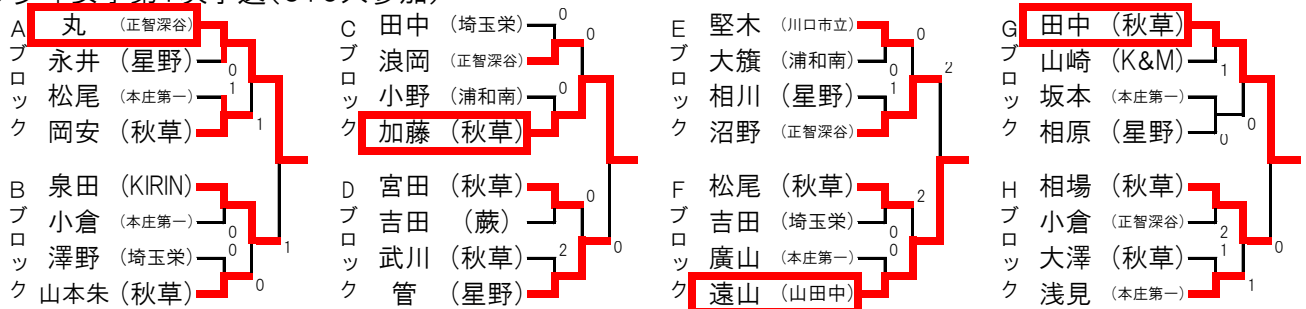 A ブロック
丸 (正智深谷)
永井 (星野) 0
松尾 (本庄第一) 1
岡安 (秋草) 1
B ブロック
泉田 (KIRIN)
小倉 (本庄第一) 0
澤野 (埼玉栄) 0 1
山本朱 (秋草) 0 0
C ブロック
田中 (埼玉栄) 0
浪岡 (正智深谷) 0
小野 (浦和南) 0
加藤 (秋草)
D ブロック
宮田 (秋草) 0
吉田 (蕨) 0
武川 (秋草) 2 0
管 (星野)
E ブロック
堅木 (川口市立) 0
大籏 (浦和南) 0 2
相川 (星野) 1
沼野 (正智深谷)
F ブロック
松尾 (秋草) 2
吉田 (埼玉栄) 0
廣山 (本庄第一) 0
遠山 (山田中)
G ブロック
田中 (秋草)
山崎 (K&M) 1
坂本 (本庄第一) 0
相原 (星野) 0
H ブロック
相場 (秋草)
小倉 (正智深谷) 2
大澤 (秋草) 1 0
浅見 (本庄第一) 1